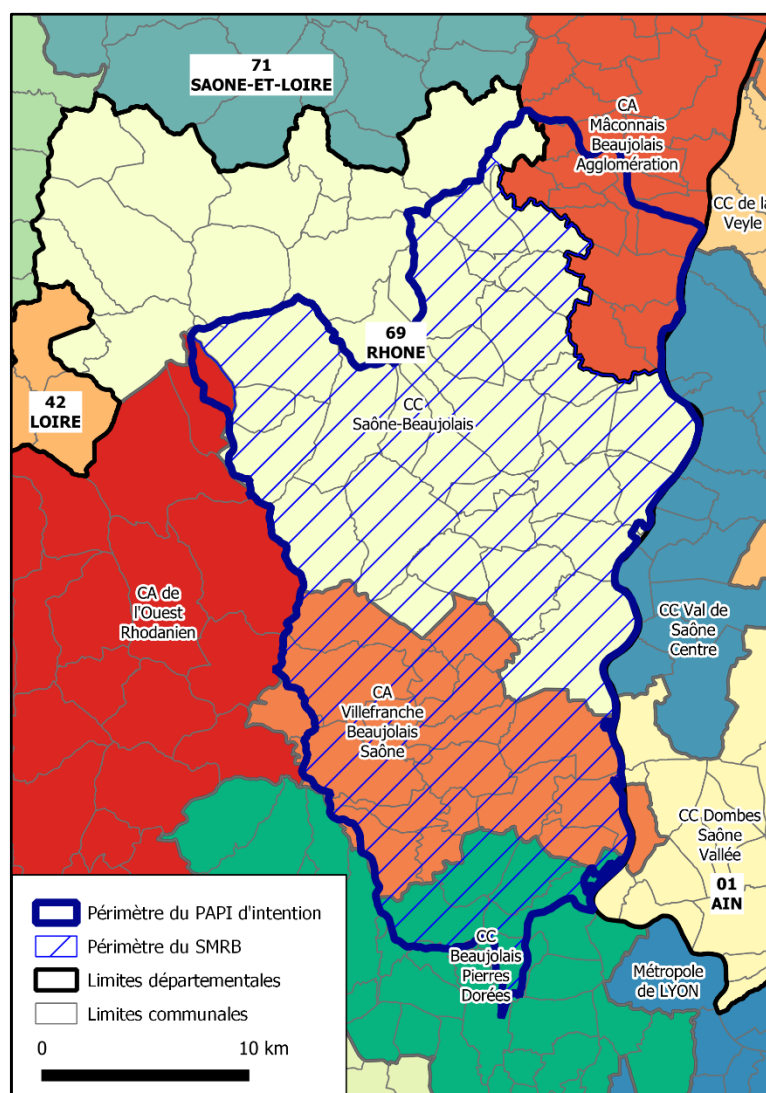 71
SAONE-ET-LOIRE
CA
Mâconnais
Beaujolais
Agglomération
CC de la
Veyle
69
RHONE
42
LOIRE
CC
Saône-Beaujolais
CA de
l'Ouest
Rhodanien
CC Val de
Saône
Centre
CA
Villefranche
Beaujolais
Saône
CC Dombes
Saône
Vallée
01
AIN
CC
Beaujolais
Pierres
Dorées
Métropole
de LYON
Périmètre du PAPI d'intention
Périmètre du SMRB
Limites départementales
Limites communales
0 10 km